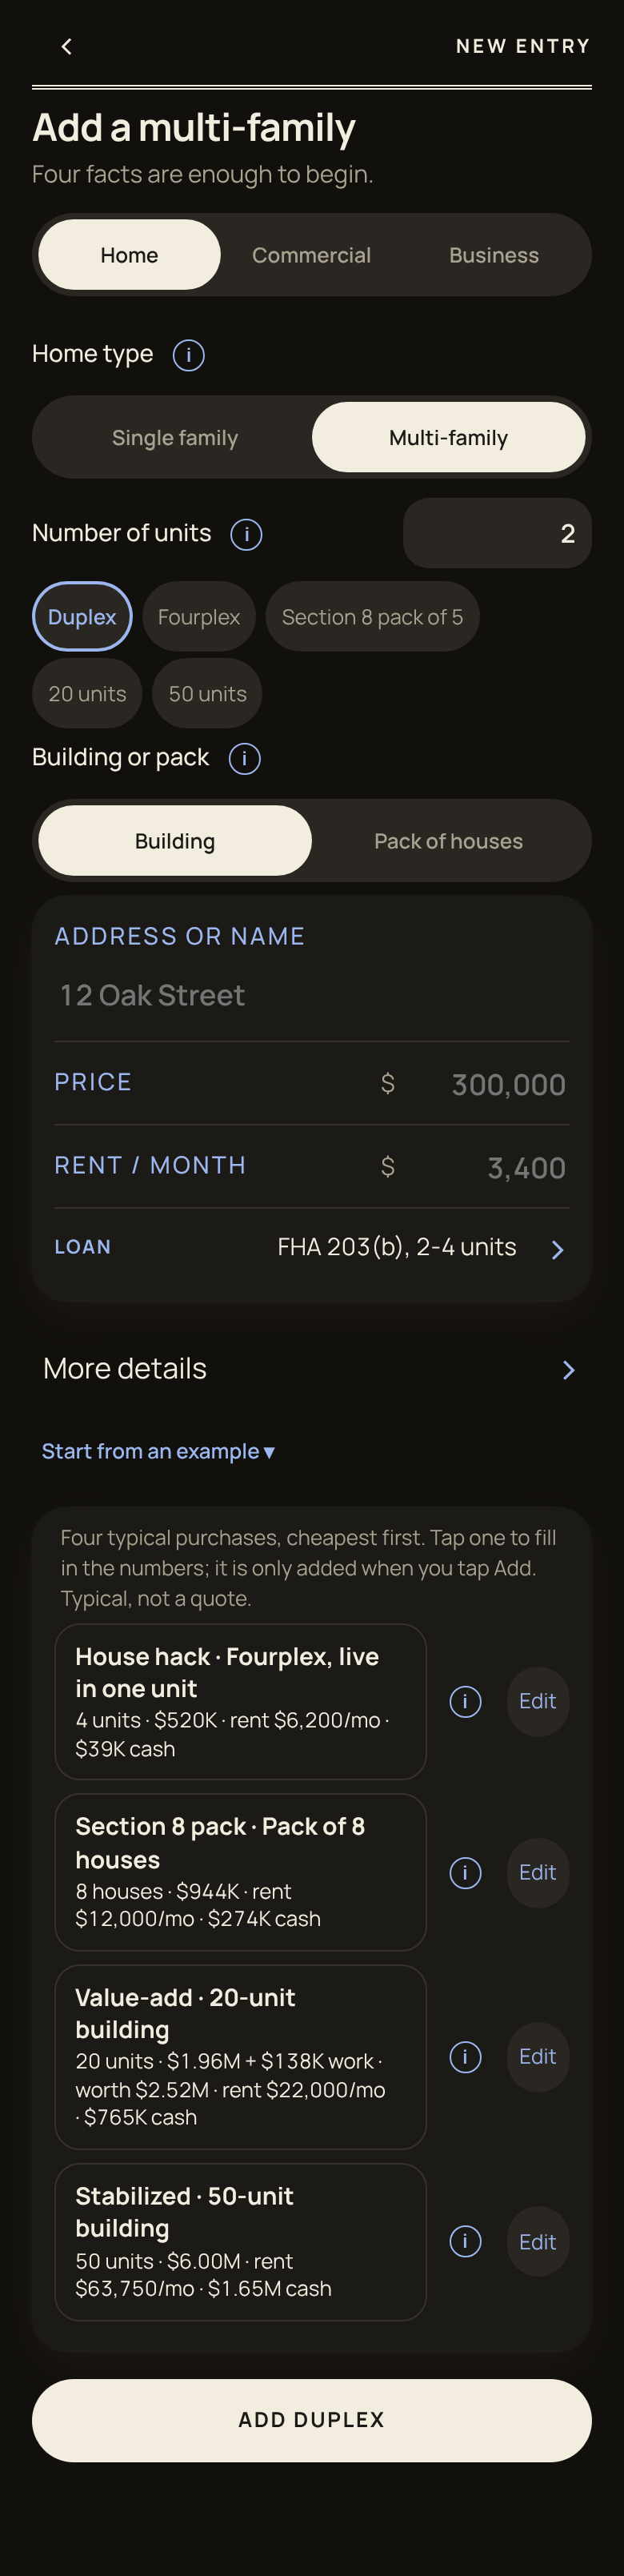 NEW ENTRY
Add a multi-family
Four facts are enough to begin.
Home Commercial Business
Home type i
Single family Multi-family
Number of units i 2
Duplex Fourplex Section 8 pack of 5
20 units 50 units
Building or pack i
Building Pack of houses
ADDRESS OR NAME
12 Oak Street
PRICE $ 300,000
RENT / MONTH $ 3,400
LOAN FHA 203(b), 2-4 units
More details
Start from an example ▾
Four typical purchases, cheapest first. Tap one to fill
in the numbers; it is only added when you tap Add.
Typical, not a quote.
House hack · Fourplex, live
in one unit
4 units · $520K · rent $6,200/mo ·
$39K cash
i Edit
Section 8 pack · Pack of 8
houses
8 houses · $944K · rent
$12,000/mo · $274K cash
i Edit
Value-add · 20-unit
building
20 units · $1.96M + $138K work ·
worth $2.52M · rent $22,000/mo
· $765K cash
i Edit
Stabilized · 50-unit
building
50 units · $6.00M · rent
$63,750/mo · $1.65M cash
i Edit
ADD DUPLEX